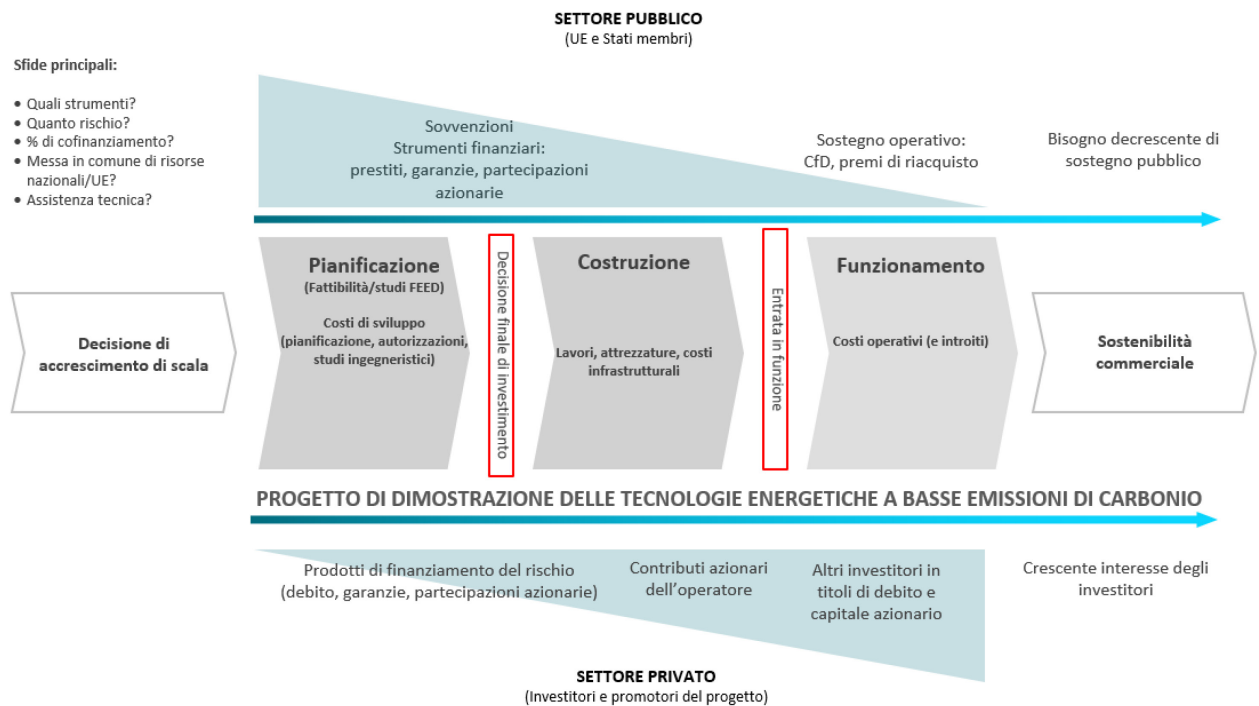 SETTORE PUBBLICO
(UE e Stati membri)
Sfide principali:
• Quali strumenti?
• Quanto rischio?
• % di cofinanziamento?
• Messa in comune di risorse
nazionali/UE?
• Assistenza tecnica?
Sovvenzioni
Strumenti finanziari:
prestiti, garanzie, partecipazioni
azionarie
Sostegno operativo:
CfD, premi di riacquisto
Bisogno decrescente di
sostegno pubblico
Decisione di
accrescimento di scala
Pianificazione
(Fattibilità/studi FEED)
Costi di sviluppo
(pianificazione, autorizzazioni,
studi ingegneristici)
Decisione finale di investimento
Costruzione
Lavori, attrezzature, costi
infrastrutturali
Entrata in funzione
Funzionamento
Costi operativi (e introiti)
Sostenibilità
commerciale
PROGETTO DI DIMOSTRAZIONE DELLE TECNOLOGIE ENERGETICHE A BASSE EMISSIONI DI CARBONIO
Prodotti di finanziamento del rischio
(debito, garanzie, partecipazioni azionarie)
Contributi azionari
dell’operatore
Altri investitori in
titoli di debito e
capitale azionario
Crescente interesse degli
investitori
SETTORE PRIVATO
(Investitori e promotori del progetto)